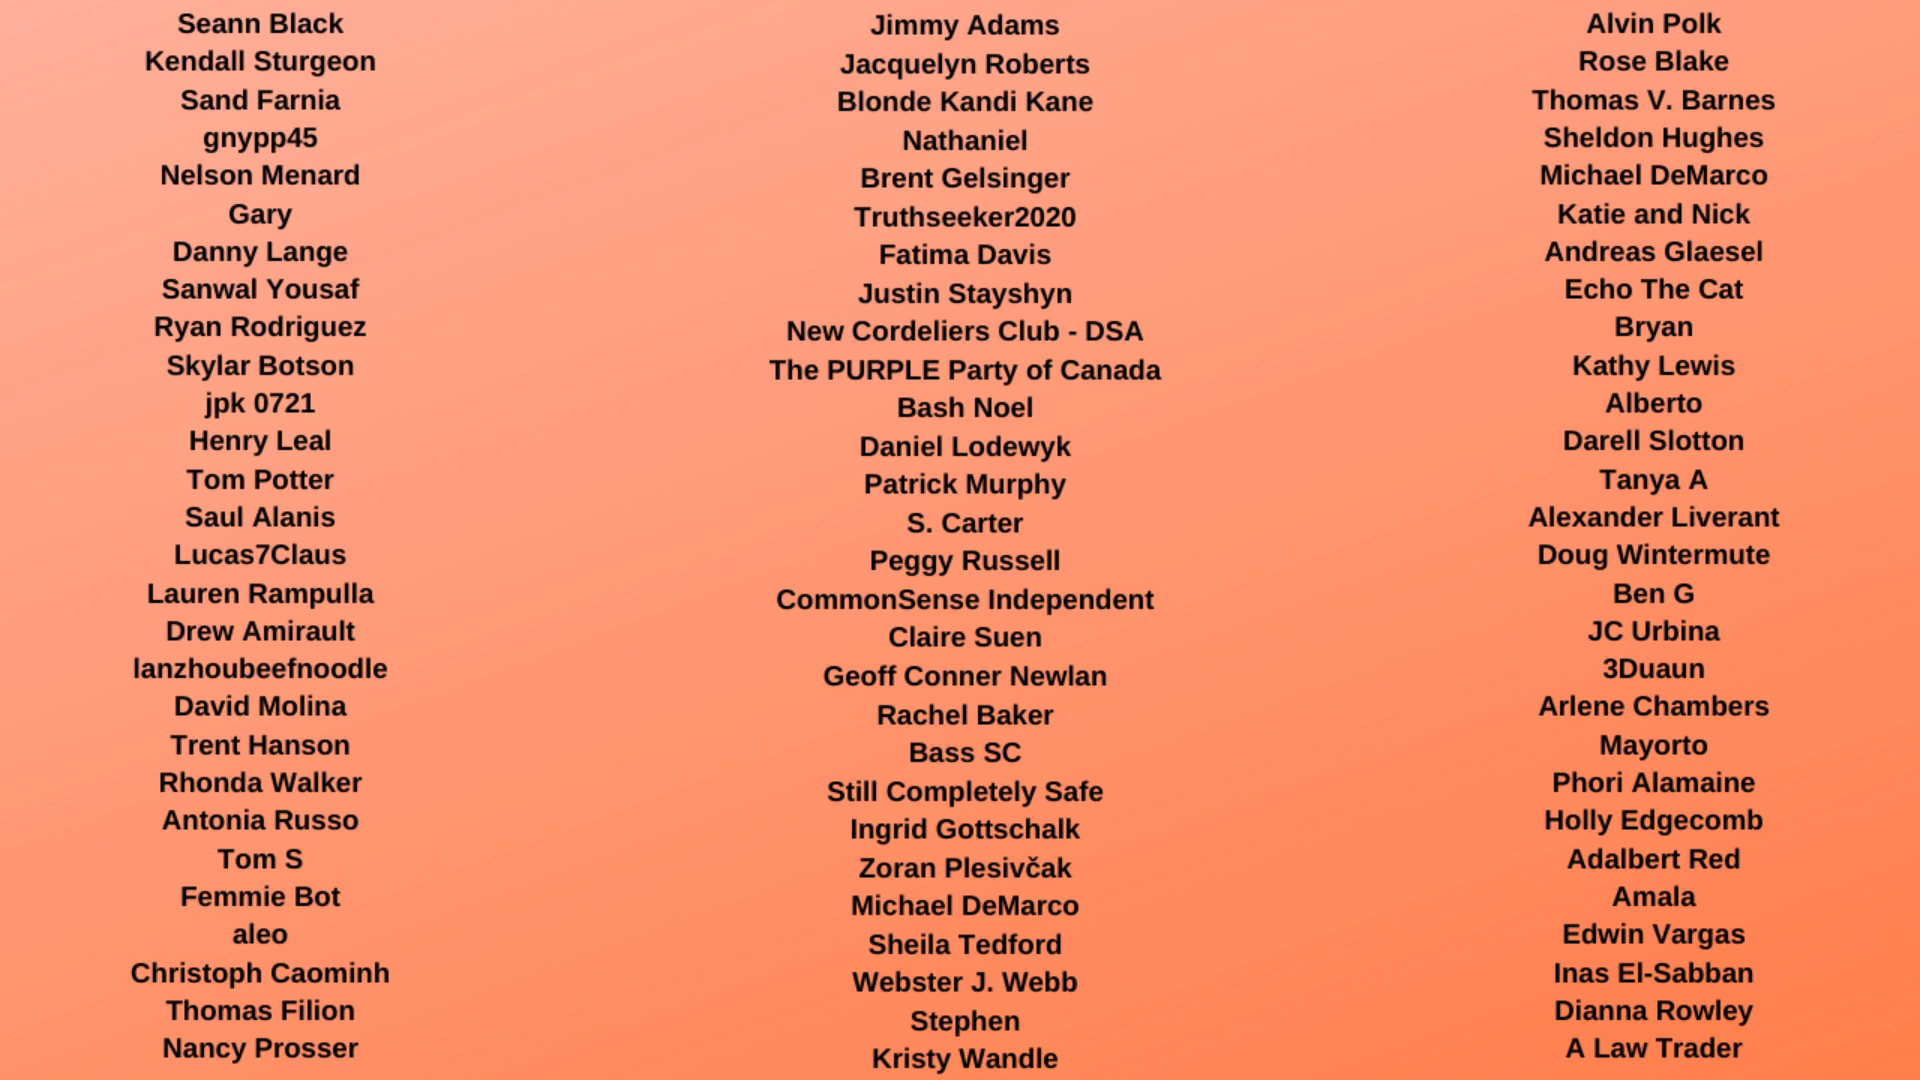 Seann Black
Kendall Sturgeon
Sand Farnia
gnypp45
Nelson Menard
Gary
Danny Lange
Sanwal Yousaf
Ryan Rodriguez
Skylar Botson
jpk 0721
Henry Leal
Tom Potter
Saul Alanis
Lucas7Claus
Lauren Rampulla
Drew Amirault
lanzhoubeefnoodle
David Molina
Trent Hanson
Rhonda Walker
Antonia Russo
Tom S
Femmie Bot
aleo
Christoph Caominh
Thomas Filion
Nancy Prosser
Jimmy Adams
Jacquelyn Roberts
Blonde Kandi Kane
Nathaniel
Brent Gelsinger
Truthseeker2020
Fatima Davis
Justin Stayshyn
New Cordeliers Club - DSA
The PURPLE Party of Canada
Bash Noel
Daniel Lodewyk
Patrick Murphy
S. Carter
Peggy Russell
CommonSense Independent
Claire Suen
Geoff Conner Newlan
Rachel Baker
Bass SC
Still Completely Safe
Ingrid Gottschalk
Zoran Plesivčak
Michael DeMarco
Sheila Tedford
Webster J. Webb
Stephen
Kristy Wandle
Alvin Polk
Rose Blake
Thomas V. Barnes
Sheldon Hughes
Michael DeMarco
Katie and Nick
Andreas Glaesel
Echo The Cat
Bryan
Kathy Lewis
Alberto
Darell Slotton
Tanya A
Alexander Liverant
Doug Wintermute
Ben G
JC Urbina
3Duaun
Arlene Chambers
Mayorto
Phori Alamaine
Holly Edgecomb
Adalbert Red
Amala
Edwin Vargas
Inas El-Sabban
Dianna Rowley
A Law Trader